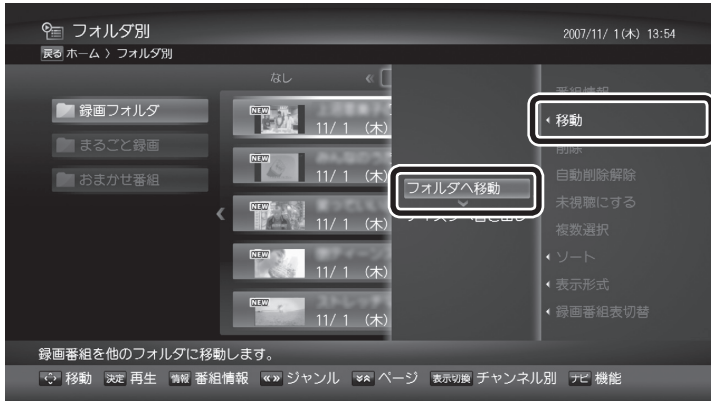 フォルダ別
2007/11/ 1(木) 13:54
戻る ホーム 〉 フォルダ別
なし
録画フォルダ
まるごと録画
おまかせ番組
NEW
11/ 1 (木)
NEW
11/ 1 (木)
NEW
11/ 1 (木)
NEW
11/ 1 (木)
NEW
11/ 1 (木)
フォルダへ移動
番組情報
移動
削除
自動削除解除
未視聴にする
複数選択
ソート
表示形式
録画番組表切替
録画番組を他のフォルダに移動します。
移動 決定 再生 情報 番組情報 ジャンル ページ 表示切換 チャンネル別 ナビ 機能